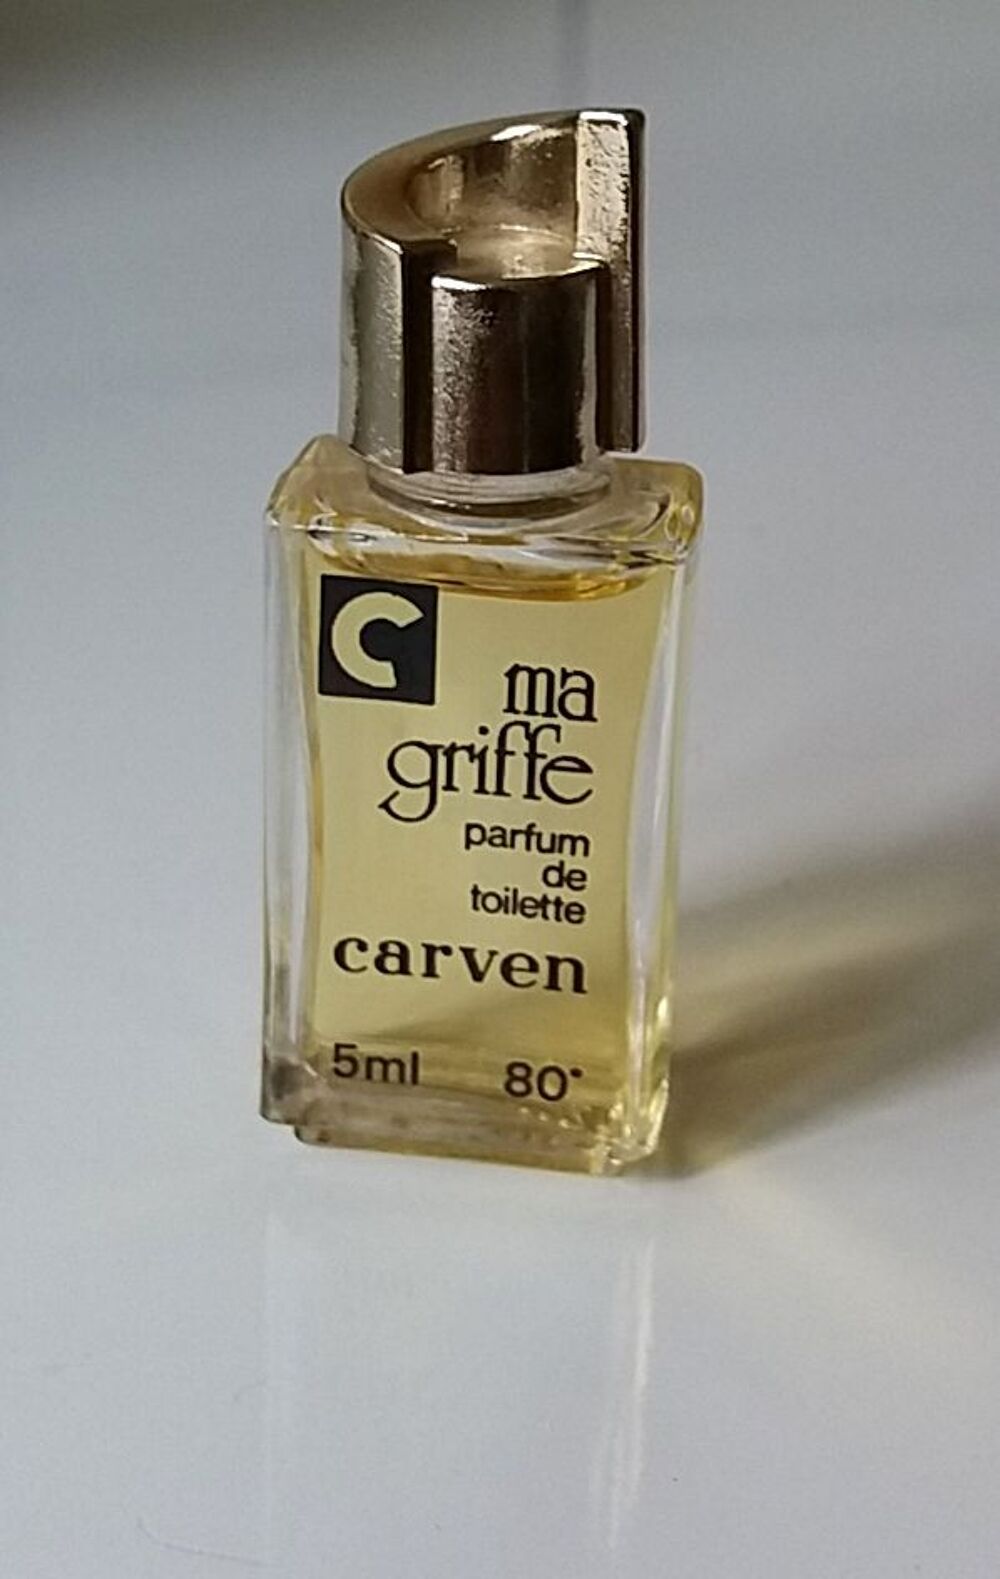 C
ma
griffe
parfum
de
toilette
carven
5ml 80°